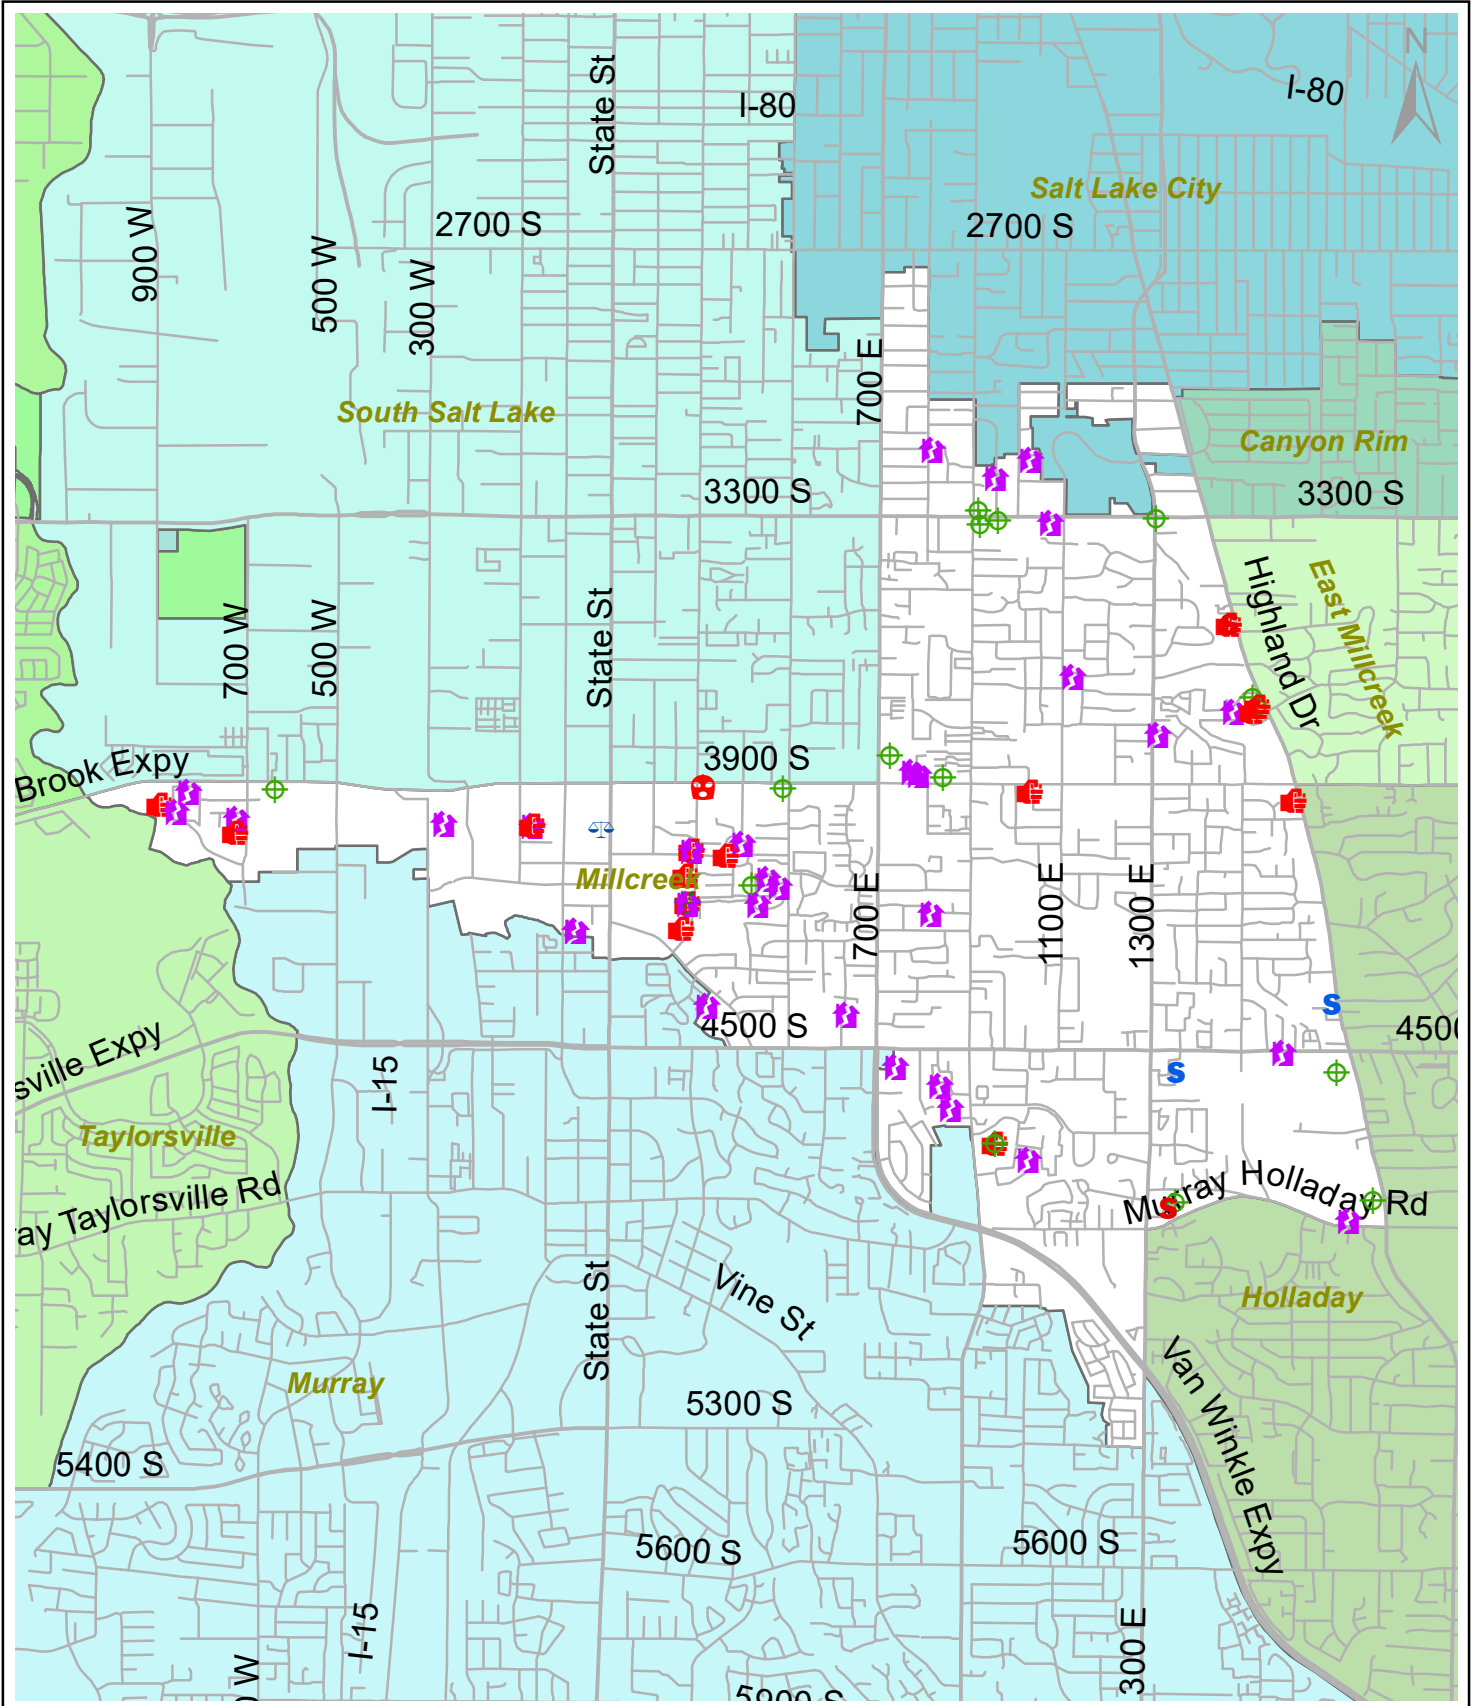 N
I-80
I-80
State St
Salt Lake City
2700 S
2700 S
900 W
500 W
300 W
700 E
South Salt Lake
Canyon Rim
3300 S
3300 S
Highland Dr
East Millcreek
State St
700 W
500 W
3900 S
Brook Expy
Millcreek
700 E
1100 E
1300 E
S
4500 S
4500
sville Expy
I-15
S
Taylorsville
ay Taylorsville Rd
Murray Holladay Rd
S
State St
Vine St
Holladay
Murray
Van Winkle Expy
5300 S
5400 S
5600 S
5600 S
I-15
300 E
0 W
5900 S